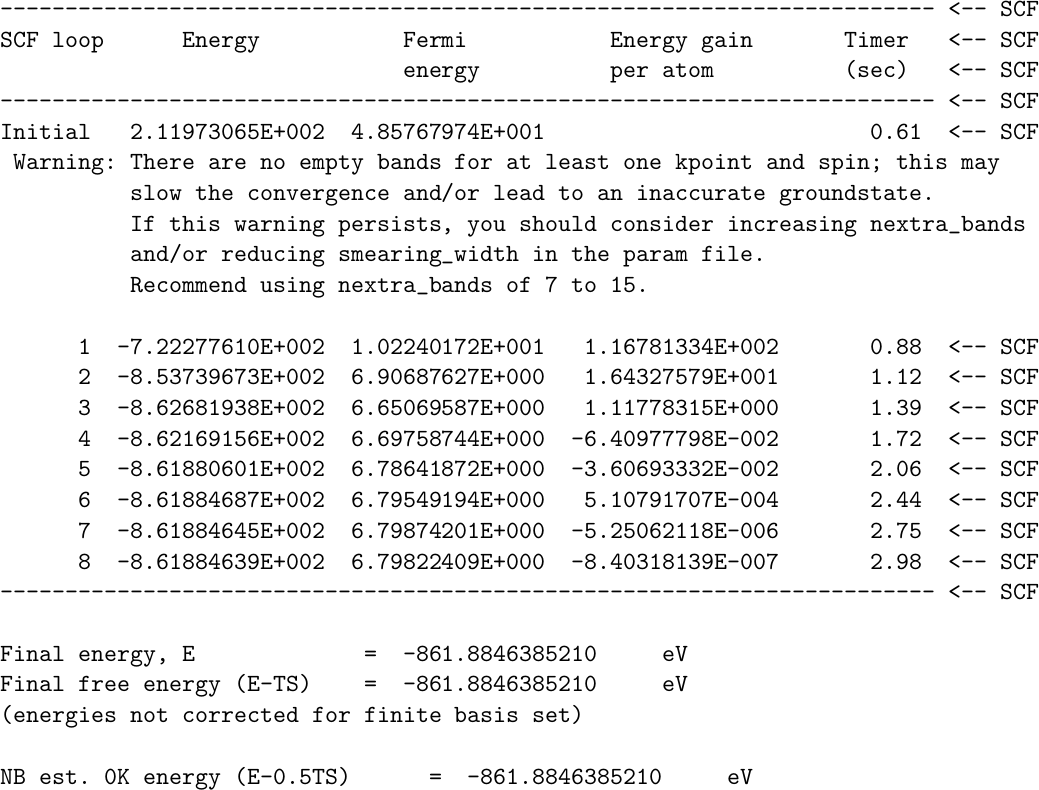 ------------------------------------------------------------------------ <-- SCF
SCF loop      Energy           Fermi           Energy gain       Timer   <-- SCF
                               energy          per atom          (sec)   <-- SCF
------------------------------------------------------------------------ <-- SCF
Initial   2.11973065E+002  4.85767974E+001                         0.61  <-- SCF
 Warning: There are no empty bands for at least one kpoint and spin; this may
          slow the convergence and/or lead to an inaccurate groundstate.
          If this warning persists, you should consider increasing nextra_bands
          and/or reducing smearing_width in the param file.
          Recommend using nextra_bands of 7 to 15.

      1  -7.22277610E+002  1.02240172E+001   1.16781334E+002       0.88  <-- SCF
      2  -8.53739673E+002  6.90687627E+000   1.64327579E+001       1.12  <-- SCF
      3  -8.62681938E+002  6.65069587E+000   1.11778315E+000       1.39  <-- SCF
      4  -8.62169156E+002  6.69758744E+000  -6.40977798E-002       1.72  <-- SCF
      5  -8.61880601E+002  6.78641872E+000  -3.60693332E-002       2.06  <-- SCF
      6  -8.61884687E+002  6.79549194E+000   5.10791707E-004       2.44  <-- SCF
      7  -8.61884645E+002  6.79874201E+000  -5.25062118E-006       2.75  <-- SCF
      8  -8.61884639E+002  6.79822409E+000  -8.40318139E-007       2.98  <-- SCF
------------------------------------------------------------------------ <-- SCF

Final energy, E             =  -861.8846385210     eV
Final free energy (E-TS)    =  -861.8846385210     eV
(energies not corrected for finite basis set)

NB est. 0K energy (E-0.5TS)      =  -861.8846385210     eV